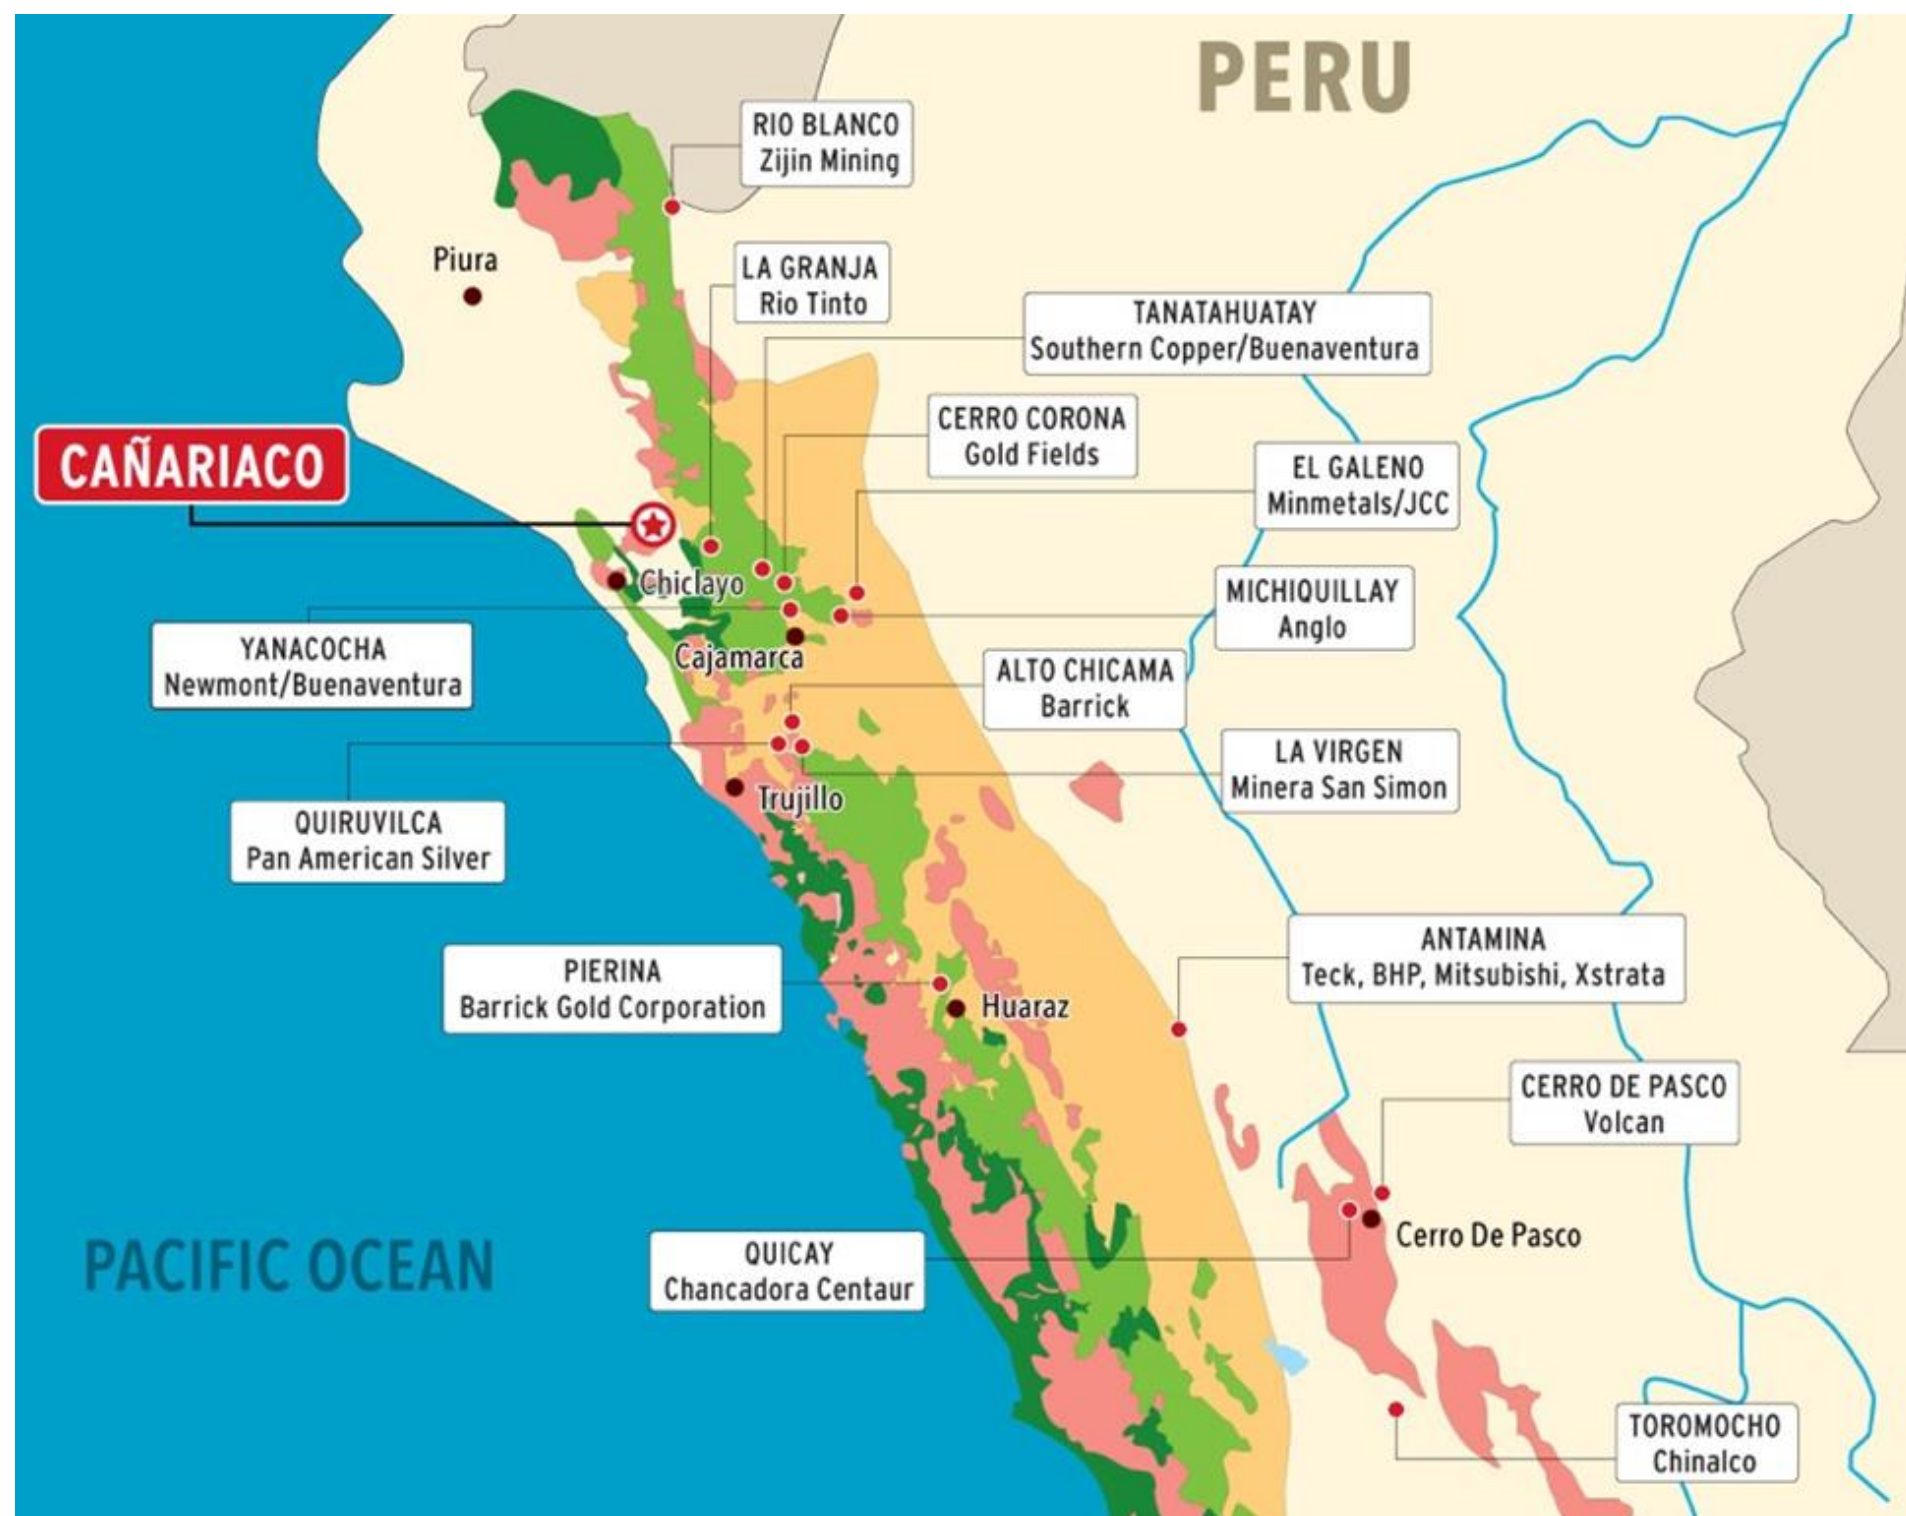 PERU
RIO BLANCO
Zijin Mining
Piura
LA GRANJA
Rio Tinto
TANATAHUATAY
Southern Copper/Buenaventura
CERRO CORONA
Gold Fields
CAÑARIACO
EL GALENO
Minmetals/JCC
Chiclayo
MICHIQUILLAY
Anglo
YANACOCHA
Newmont/Buenaventura
Cajamarca
ALTO CHICAMA
Barrick
LA VIRGEN
Minera San Simon
Trujillo
QUIRUVILCA
Pan American Silver
ANTAMINA
Teck, BHP, Mitsubishi, Xstrata
PIERINA
Barrick Gold Corporation
Huaraz
CERRO DE PASCO
Volcan
Cerro De Pasco
PACIFIC OCEAN
QUICAY
Chancadora Centaur
TOROMOCHO
Chinalco